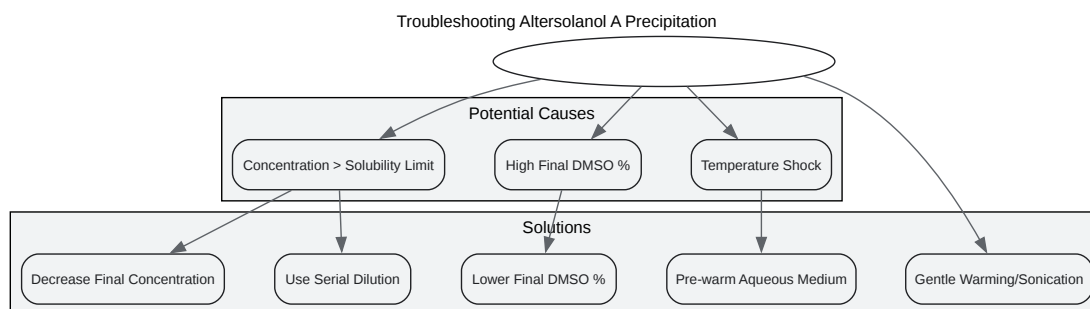 Troubleshooting Altersolanol A Precipitation
Potential Causes
Concentration > Solubility Limit
High Final DMSO %
Temperature Shock
Solutions
Decrease Final Concentration
Use Serial Dilution
Lower Final DMSO %
Pre-warm Aqueous Medium
Gentle Warming/Sonication